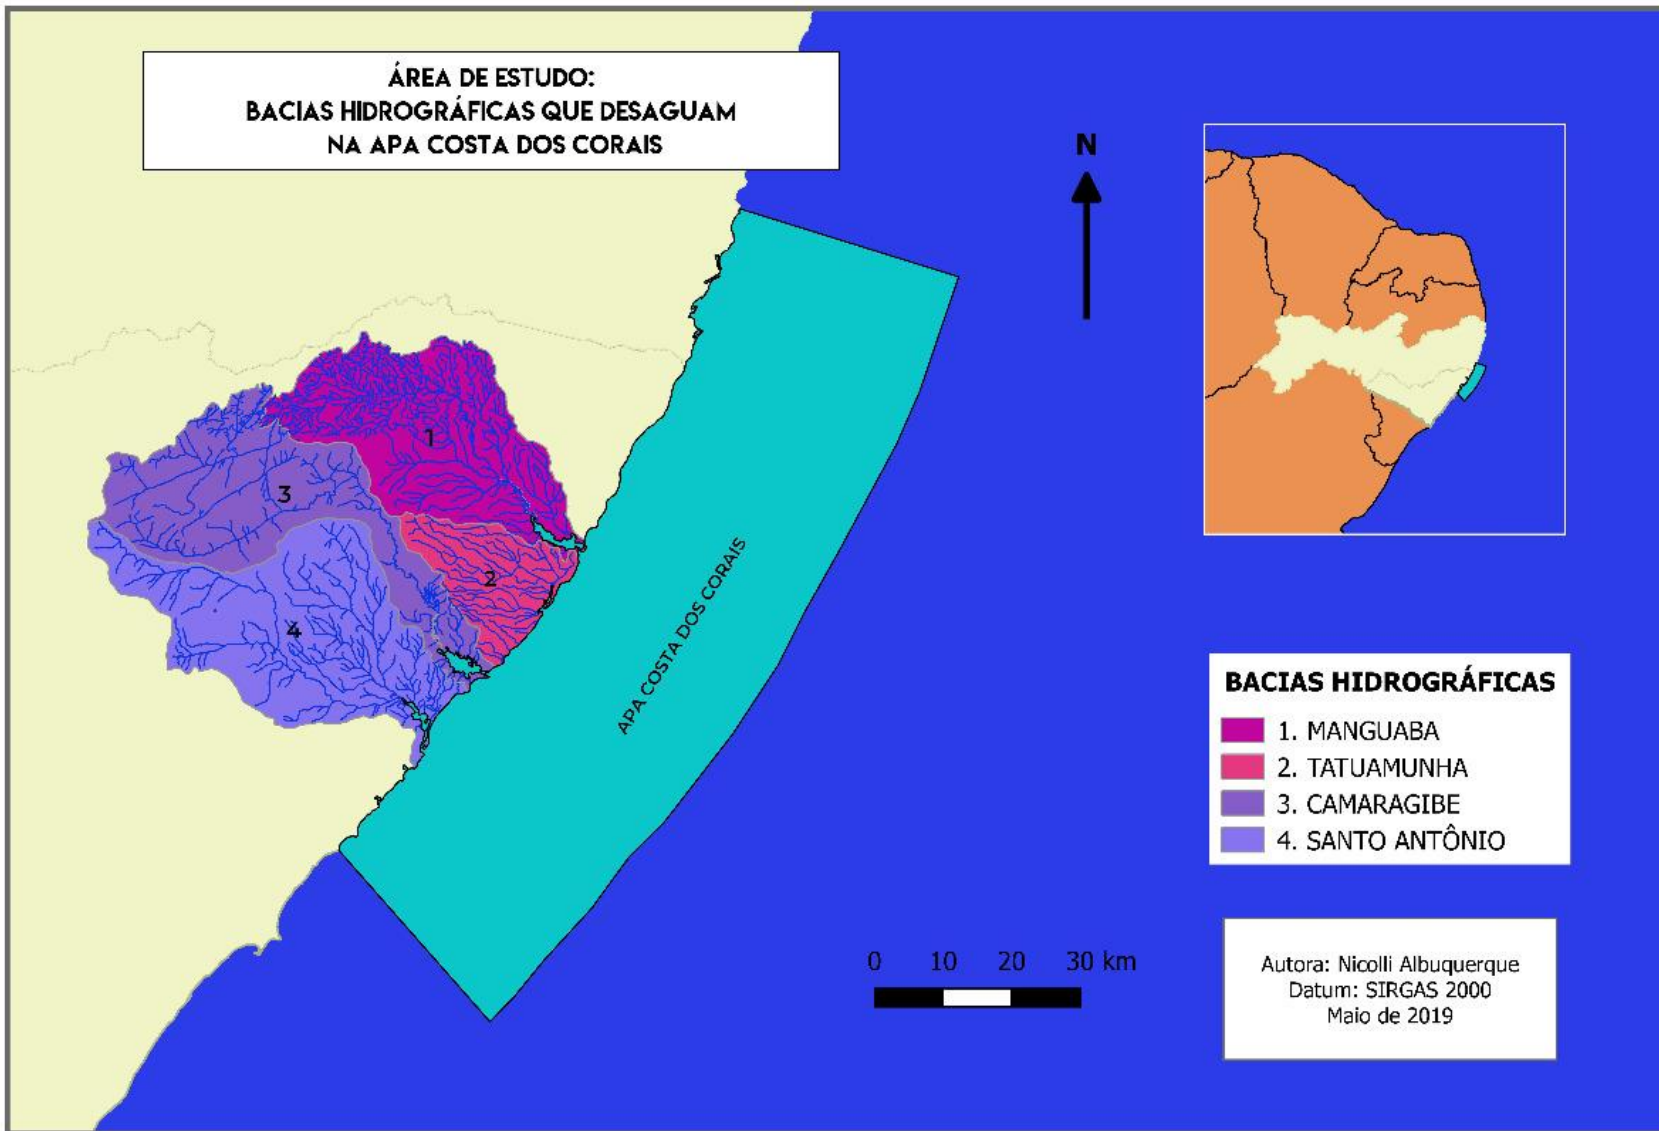 ÁREA DE ESTUDO:
BACIAS HIDROGRÁFICAS QUE DESAGUAM
NA APA COSTA DOS CORAIS
N
1
3
2
4
APA COSTA DOS CORAIS
BACIAS HIDROGRÁFICAS
1. MANGUABA
2. TATUAMUNHA
3. CAMARAGIBE
4. SANTO ANTÔNIO
0 10 20 30 km
Autora: Nicolli Albuquerque
Datum: SIRGAS 2000
Maio de 2019